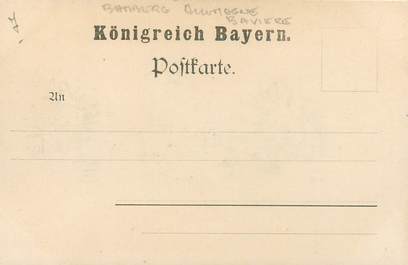 BAMBERG ALLEMAGNE
BAVIERE
Königreich Bayern.
Poſtkarte.
An